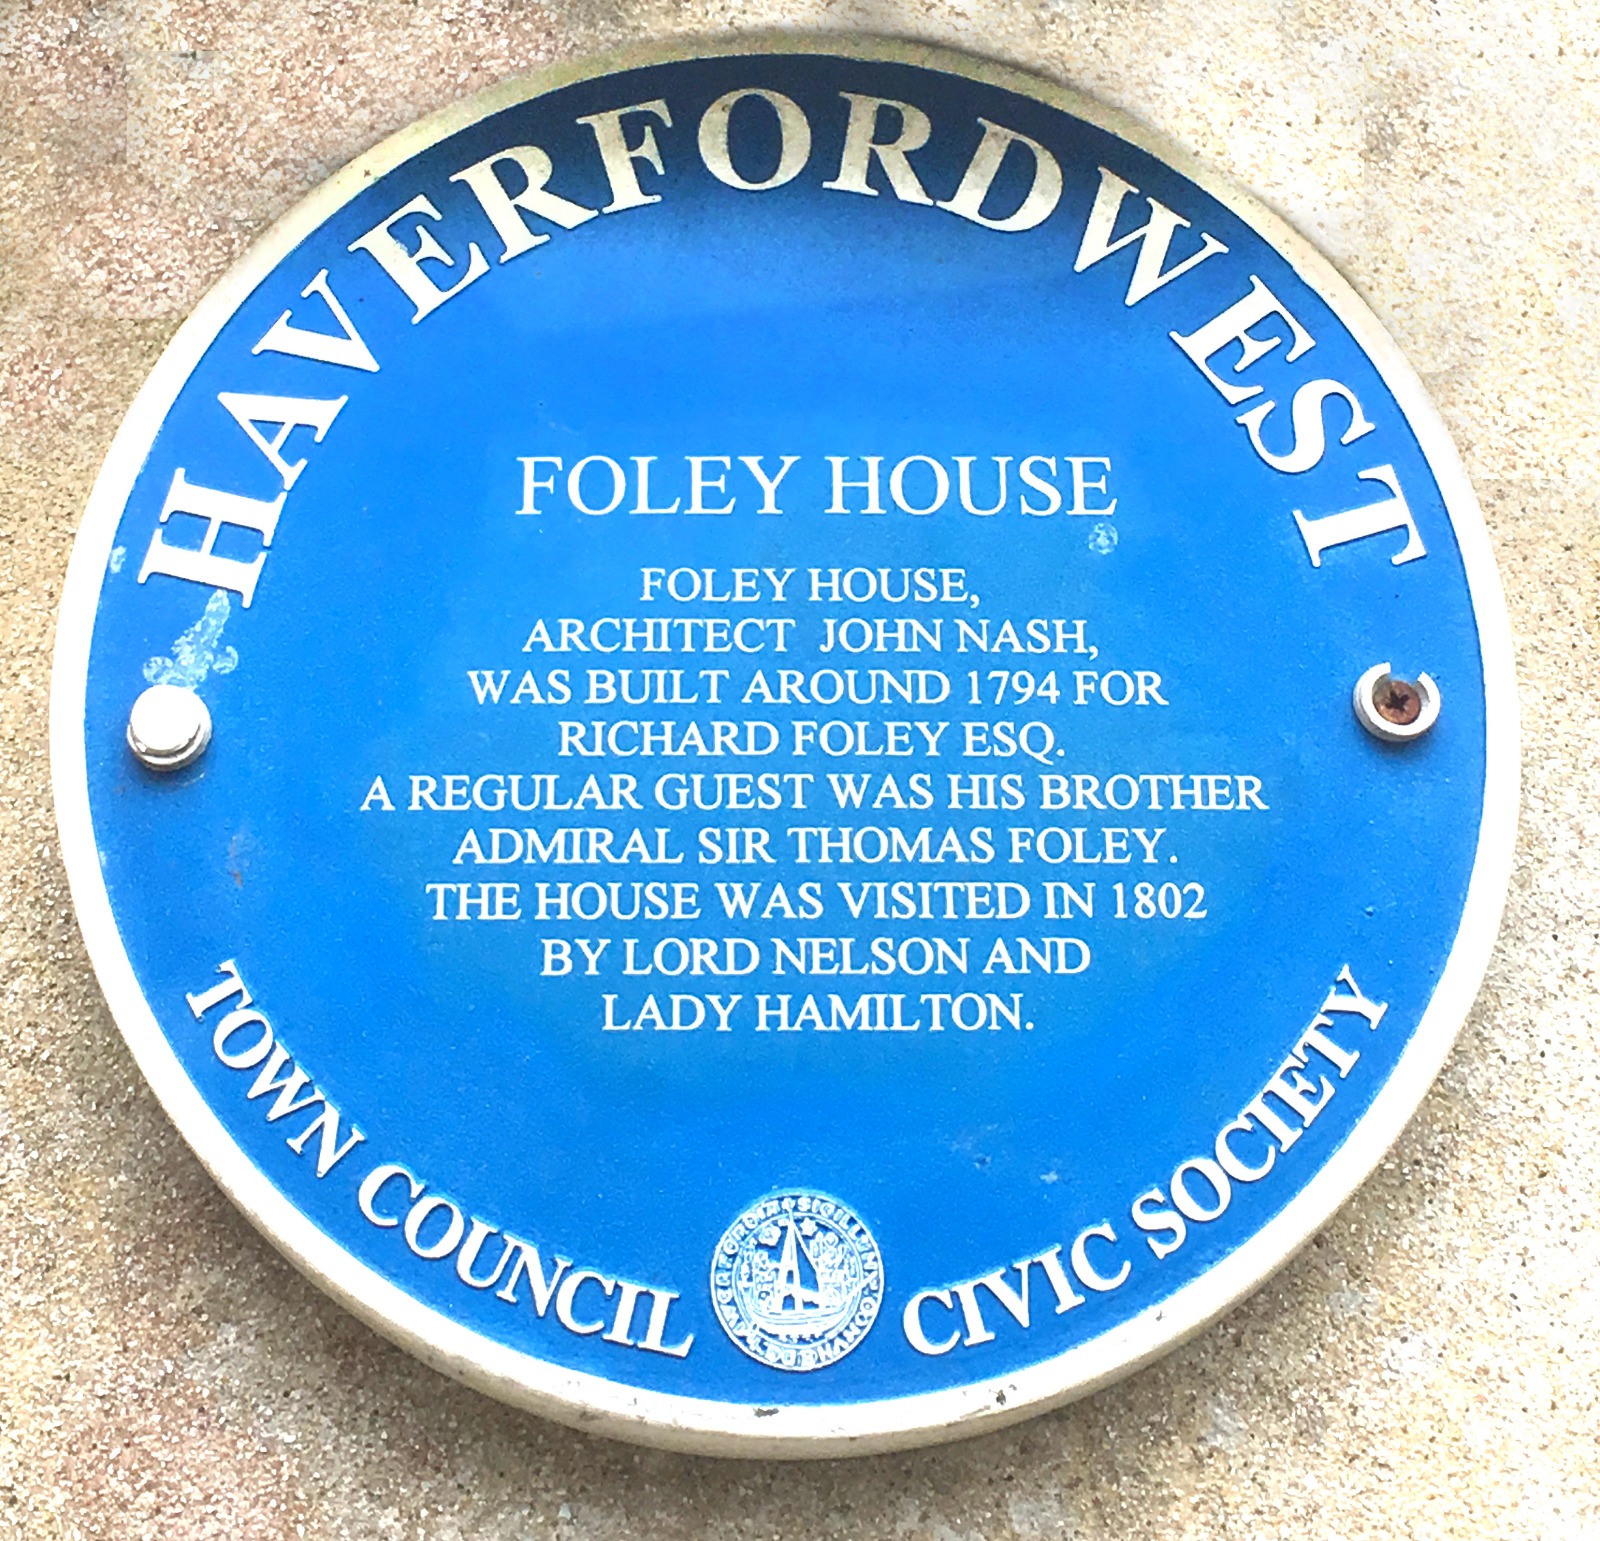 HAVERFORDWEST
FOLEY HOUSE
FOLEY HOUSE,
ARCHITECT JOHN NASH,
WAS BUILT AROUND 1794 FOR
RICHARD FOLEY ESQ.
A REGULAR GUEST WAS HIS BROTHER
ADMIRAL SIR THOMAS FOLEY.
THE HOUSE WAS VISITED IN 1802
BY LORD NELSON AND
LADY HAMILTON.
TOWN COUNCIL
CIVIC SOCIETY